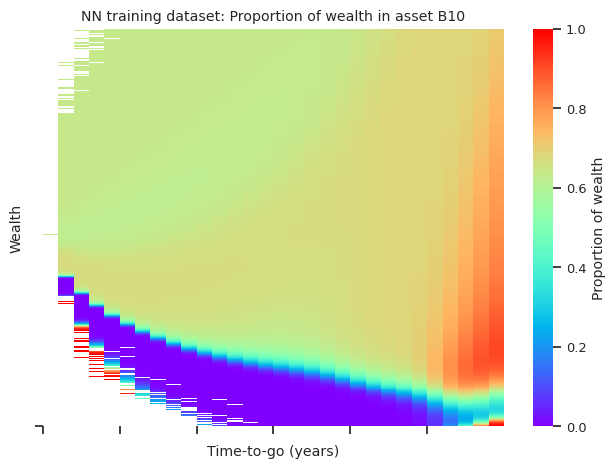 NN training dataset: Proportion of wealth in asset B10
1.0
0.8
0.6
0.4
0.2
0.0
Proportion of wealth
Wealth
Time-to-go (years)